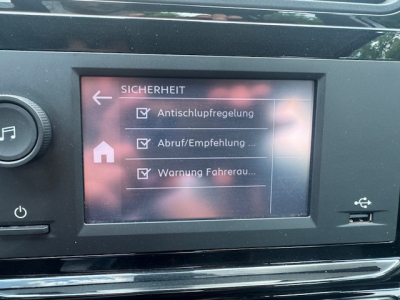 SICHERHEIT
Antischlupfregelung
Abruf/Empfehlung ...
Warnung Fahrerau...